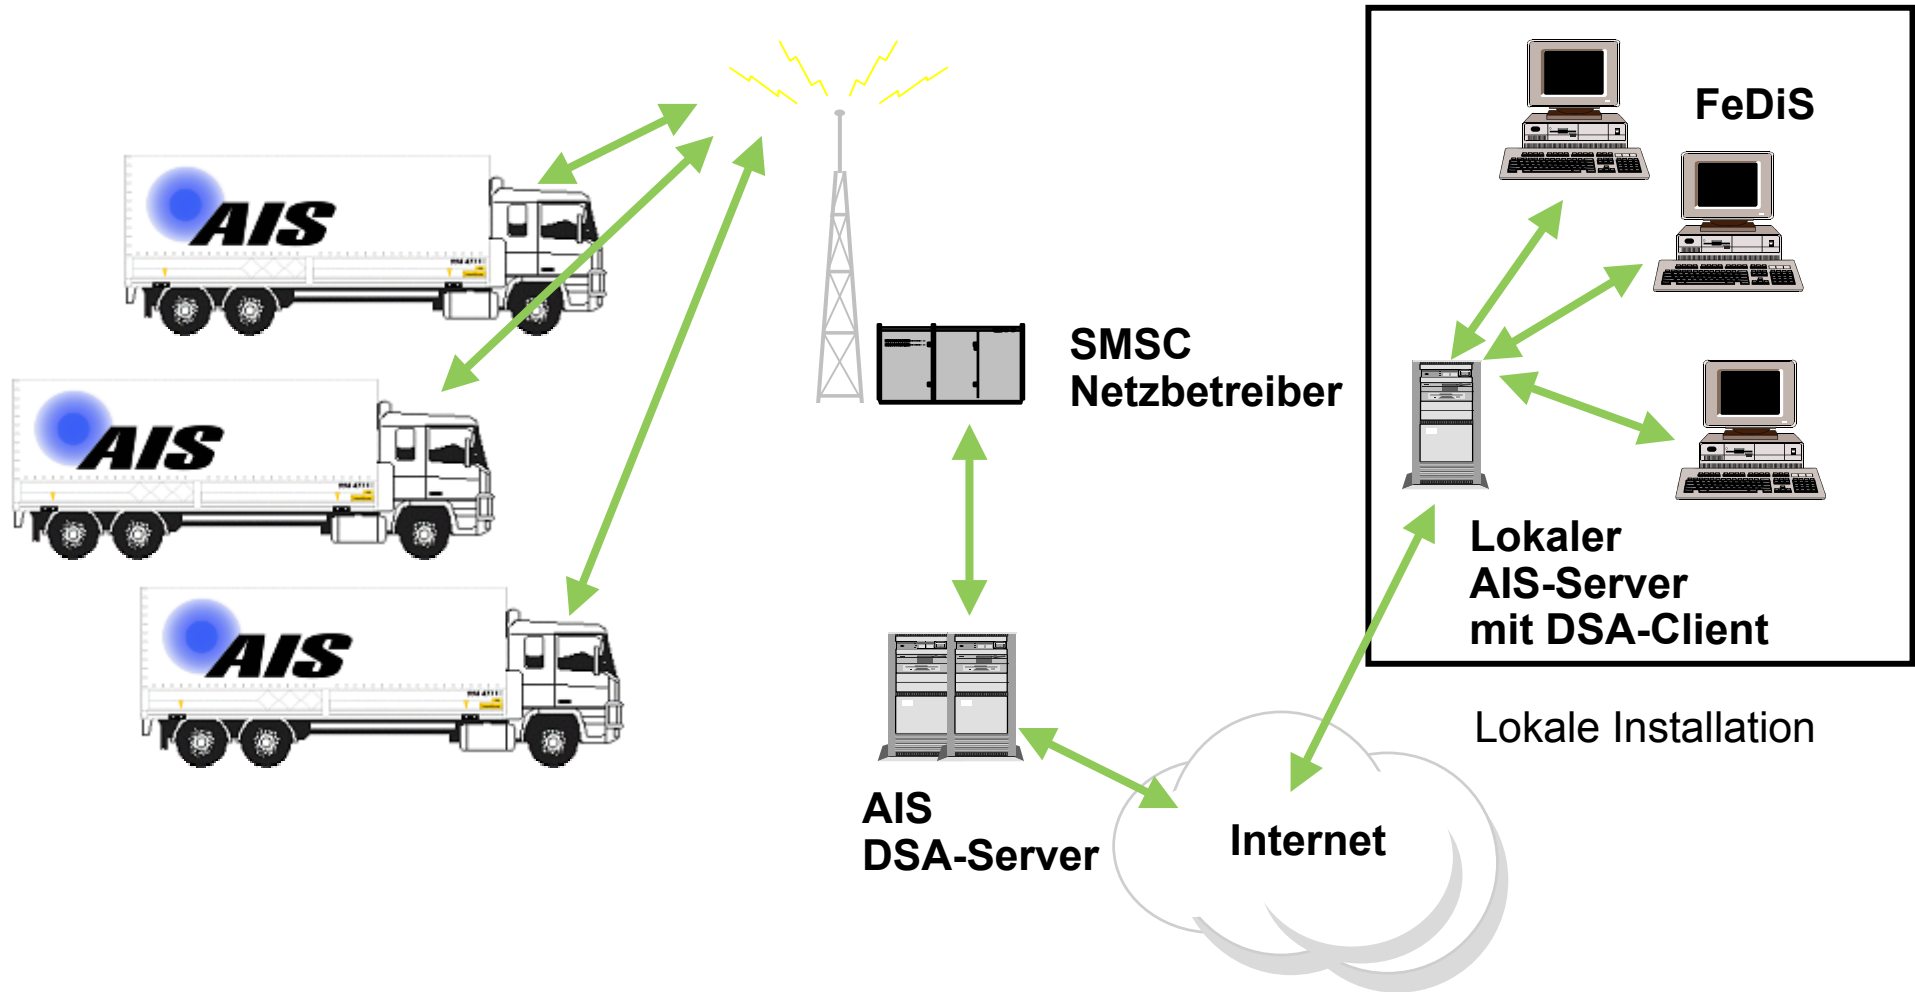 FeDiS
AIS
SMSC
Netzbetreiber
AIS
Lokaler
AIS-Server
mit DSA-Client
AIS
Lokale Installation
AIS
DSA-Server
Internet